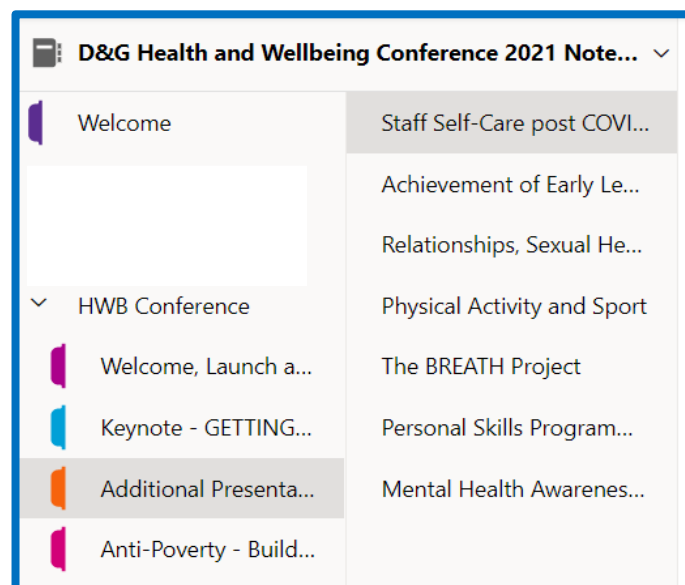 D&G Health and Wellbeing Conference 2021 Note...
Welcome
HWB Conference
Welcome, Launch a...
Keynote - GETTING...
Additional Presenta...
Anti-Poverty - Build...
Staff Self-Care post COVI...
Achievement of Early Le...
Relationships, Sexual He...
Physical Activity and Sport
The BREATH Project
Personal Skills Program...
Mental Health Awarenes...